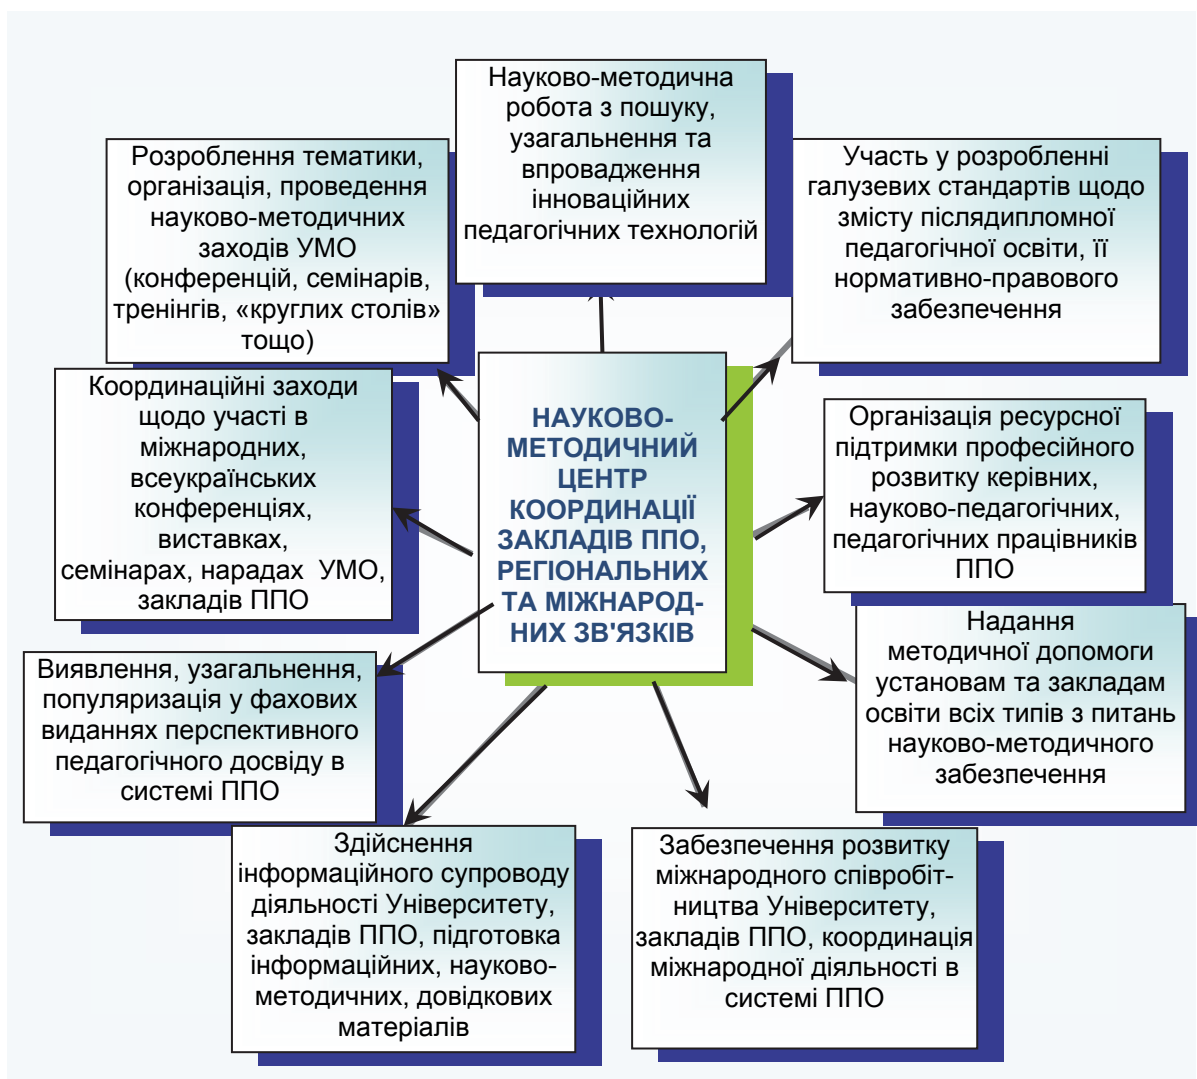 Науково-методична
робота з пошуку,
узагальнення та
впровадження
інноваційних
педагогічних технологій
Розроблення тематики,
організація, проведення
науково-методичних
заходів УМО
(конференцій, семінарів,
тренінгів, «круглих столів»
тощо)
Участь у розробленні
галузевих стандартів щодо
змісту післядипломної
педагогічної освіти, її
нормативно-правового
забезпечення
Координаційні заходи
щодо участі в
міжнародних,
всеукраїнських
конференціях,
виставках,
семінарах, нарадах УМО,
закладів ППО
НАУКОВО-
МЕТОДИЧНИЙ
ЦЕНТР
КООРДИНАЦІЇ
ЗАКЛАДІВ ППО,
РЕГІОНАЛЬНИХ
ТА МІЖНАРОД-
НИХ ЗВ'ЯЗКІВ
Організація ресурсної
підтримки професійного
розвитку керівних,
науково-педагогічних,
педагогічних працівників
ППО
Виявлення, узагальнення,
популяризація у фахових
виданнях перспективного
педагогічного досвіду в
системі ППО
Надання
методичної допомоги
установам та закладам
освіти всіх типів з питань
науково-методичного
забезпечення
Здійснення
інформаційного супроводу
діяльності Університету,
закладів ППО, підготовка
інформаційних, науково-
методичних, довідкових
матеріалів
Забезпечення розвитку
міжнародного співробіт-
ництва Університету,
закладів ППО, координація
міжнародної діяльності в
системі ППО